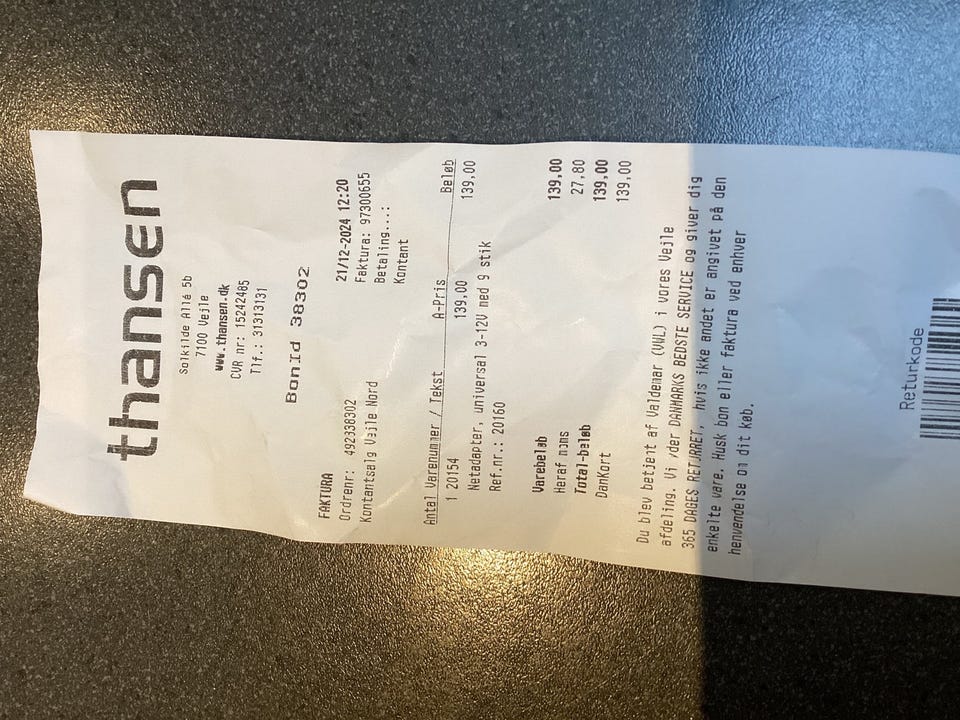 thansen
Solkilde Allé 5b
7100 Vejle
www.thansen.dk
CVR nr: 15242485
Tlf.: 31313131
BonId 38302
FAKTURA 21/12-2024 12:20
Ordrenr: 492338302 Faktura: 97300655
Kontantsalg Vejle Nord Betaling...:
Kontant
Antal Varenummer / Tekst A-Pris Beløb
1 20154 139,00 139,00
Netadapter, universal 3-12V med 9 stik
Ref.nr.: 20160
Varebeløb 139,00
Heraf moms 27,80
Total-beløb 139,00
DanKort 139,00
Du blev betjent af Valdemar (VWL) i vores Vejle
afdeling. Vi yder DANMARKS BEDSTE SERVICE og giver dig
365 DAGES RETURRET, hvis ikke andet er angivet på den
enkelte vare. Husk bon eller faktura ved enhver
henvendelse om dit køb.
Returkode